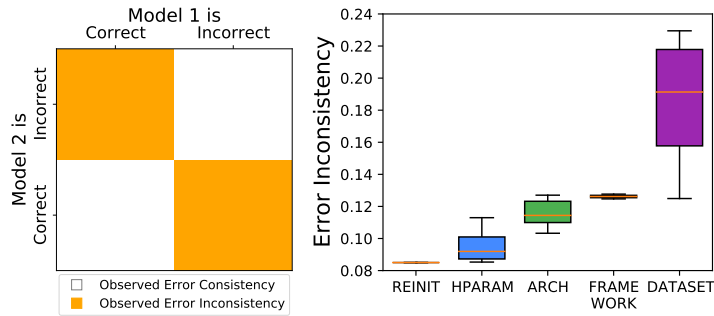 Model 1 is
Correct
Incorrect
Model 2 is
Incorrect
Correct
Observed Error Consistency
Observed Error Inconsistency
Error Inconsistency
0.24
0.22
0.20
0.18
0.16
0.14
0.12
0.10
0.08
REINIT
HPARAM
ARCH
FRAME
WORK
DATASET